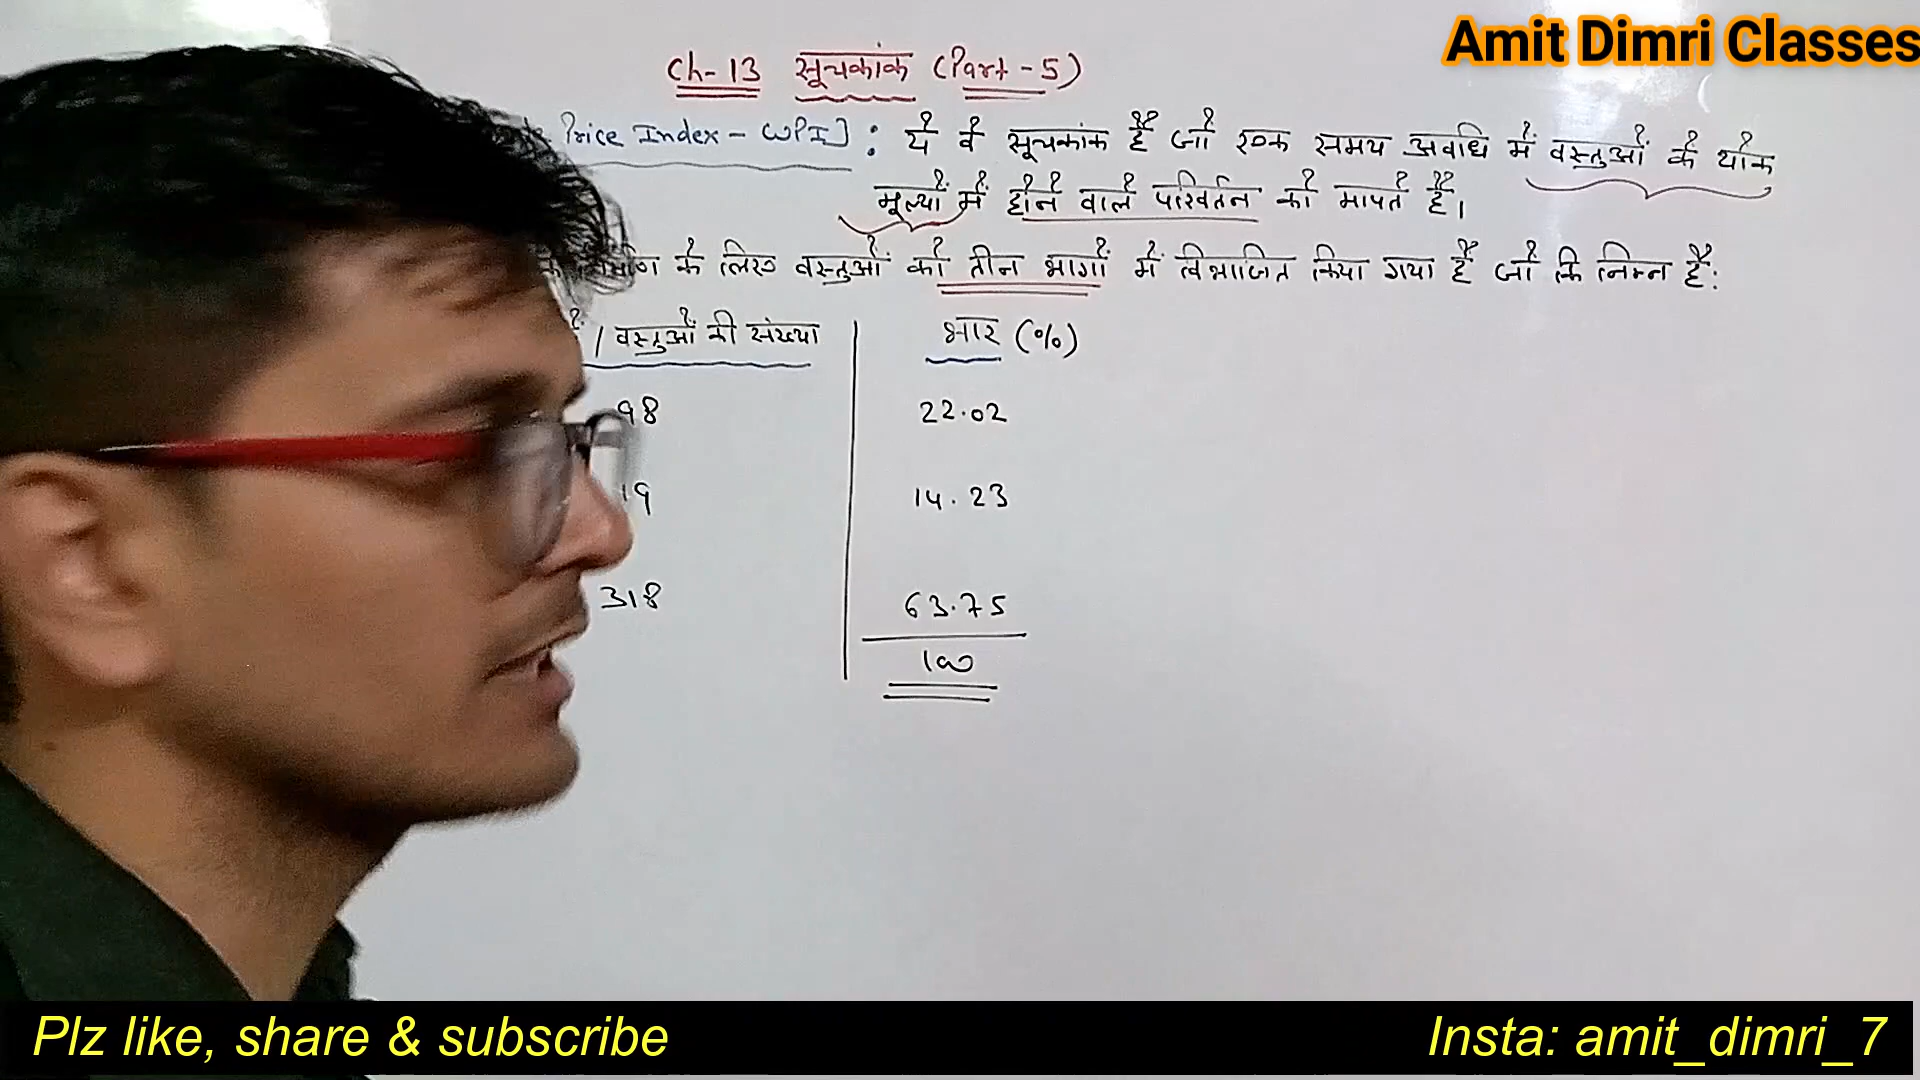 Amit Dimri Classes
Ch-13 सूचकांक (Part-5)
Price Index - WPI] : ये वे सूचकांक हैं जो एक समय अवधि में वस्तुओं के थोक
मूल्यों में होने वाले परिवर्तन को मापते हैं।
के लिए वस्तुओं को तीन भागों में विभाजित किया गया है जो कि निम्न है:
/ वस्तुओं की संख्या भार (%)
98 22.02
19 14.23
318 63.75
100
Plz like, share & subscribe Insta: amit_dimri_7